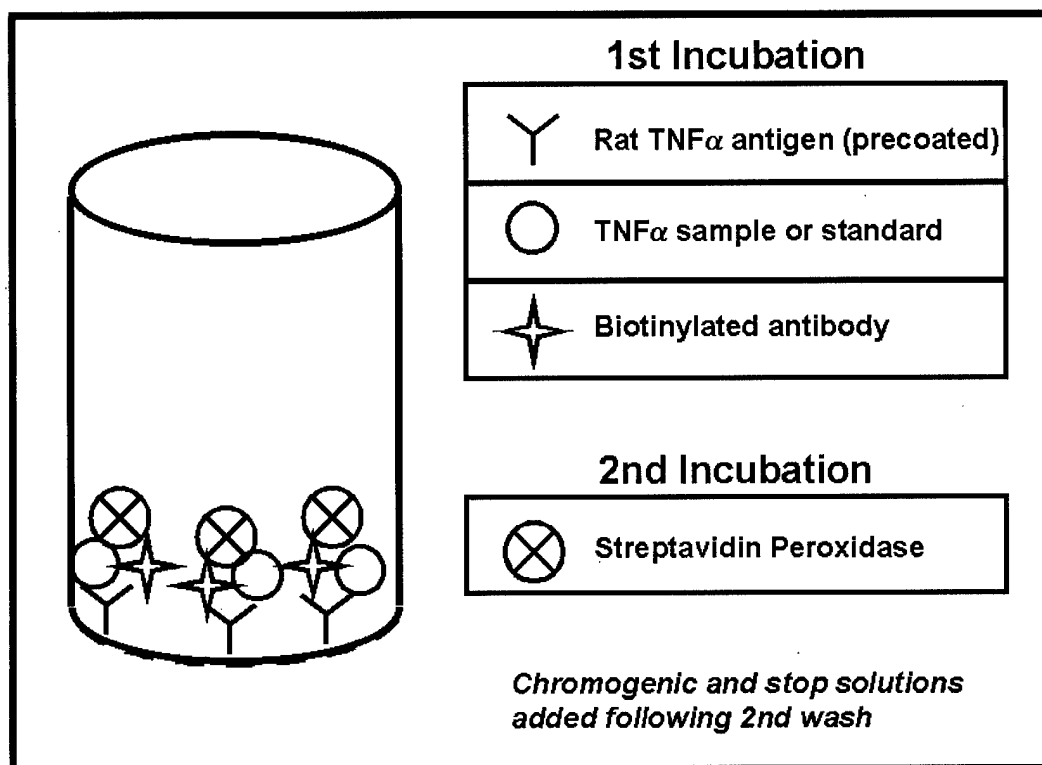 1st Incubation
Rat TNFα antigen (precoated)
TNFα sample or standard
Biotinylated antibody
2nd Incubation
Streptavidin Peroxidase
Chromogenic and stop solutions
added following 2nd wash